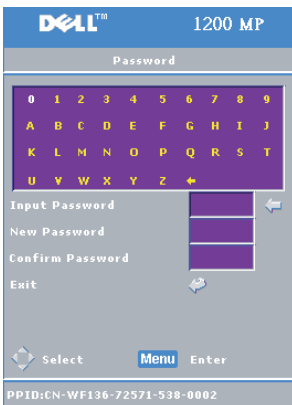 DELL™ 1200 MP
Password
0 1 2 3 4 5 6 7 8 9
A B C D E F G H I J
K L M N O P Q R S T
U V W X Y Z ←
Input Password
New Password
Confirm Password
Exit
Select Menu Enter
PPID:CN-WF136-72571-538-0002